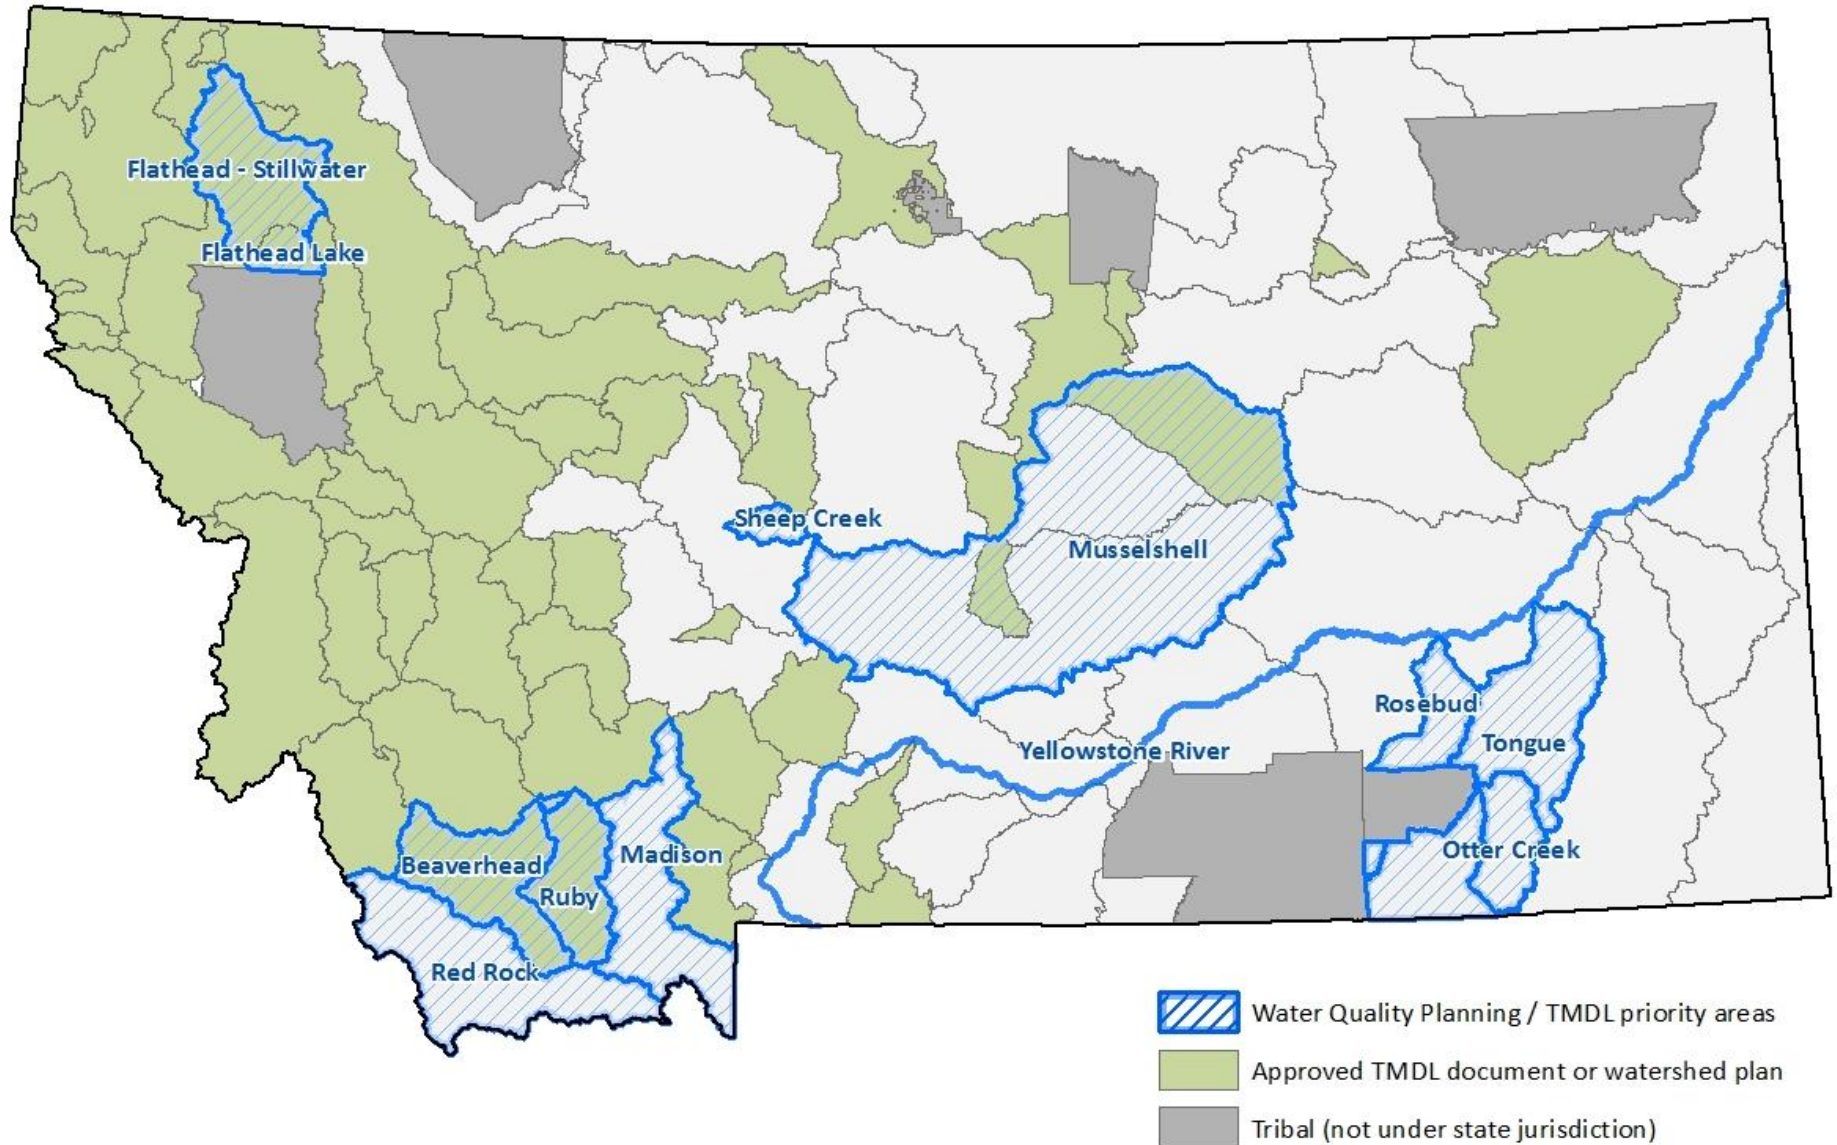 Flathead - Stillwater
Flathead Lake
Sheep Creek
Musselshell
Rosebud
Tongue
Yellowstone River
Otter Creek
Beaverhead
Madison
Ruby
Red Rock
Water Quality Planning / TMDL priority areas
Approved TMDL document or watershed plan
Tribal (not under state jurisdiction)